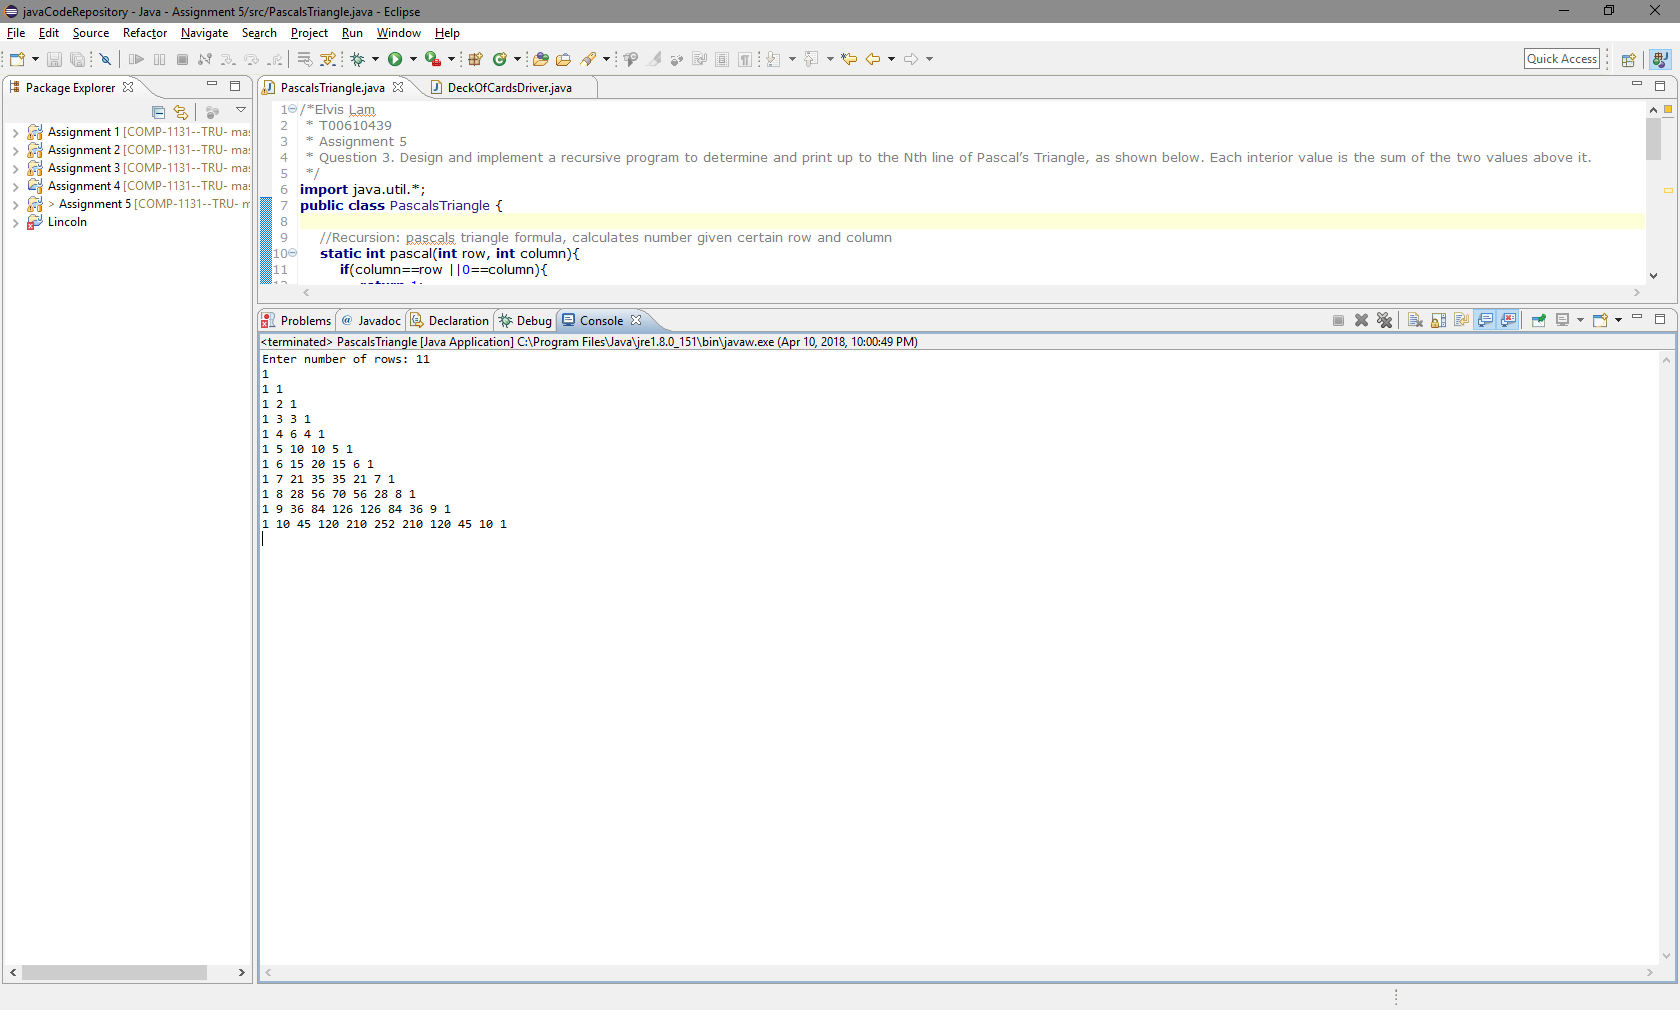 javaCodeRepository - Java - Assignment 5/src/PascalsTriangle.java - Eclipse
File Edit Source Refactor Navigate Search Project Run Window Help
Quick Access
Package Explorer
Assignment 1 [COMP-1131--TRU- mas
Assignment 2 [COMP-1131--TRU- mas
Assignment 3 [COMP-1131--TRU- mas
Assignment 4 [COMP-1131--TRU- mas
> Assignment 5 [COMP-1131--TRU- m
Lincoln
PascalsTriangle.java DeckOfCardsDriver.java
1 /*Elvis Lam
2 * T00610439
3 * Assignment 5
4 * Question 3. Design and implement a recursive program to determine and print up to the Nth line of Pascal’s Triangle, as shown below. Each interior value is the sum of the two values above it.
5 */
6 import java.util.*;
7 public class PascalsTriangle {
8
9 //Recursion: pascals triangle formula, calculates number given certain row and column
10 static int pascal(int row, int column){
11 if(column==row ||0==column){
12 return 1;
Problems @ Javadoc Declaration Debug Console
<terminated> PascalsTriangle [Java Application] C:\Program Files\Java\jre1.8.0_151\bin\javaw.exe (Apr 10, 2018, 10:00:49 PM)
Enter number of rows: 11
1
1 1
1 2 1
1 3 3 1
1 4 6 4 1
1 5 10 10 5 1
1 6 15 20 15 6 1
1 7 21 35 35 21 7 1
1 8 28 56 70 56 28 8 1
1 9 36 84 126 126 84 36 9 1
1 10 45 120 210 252 210 120 45 10 1